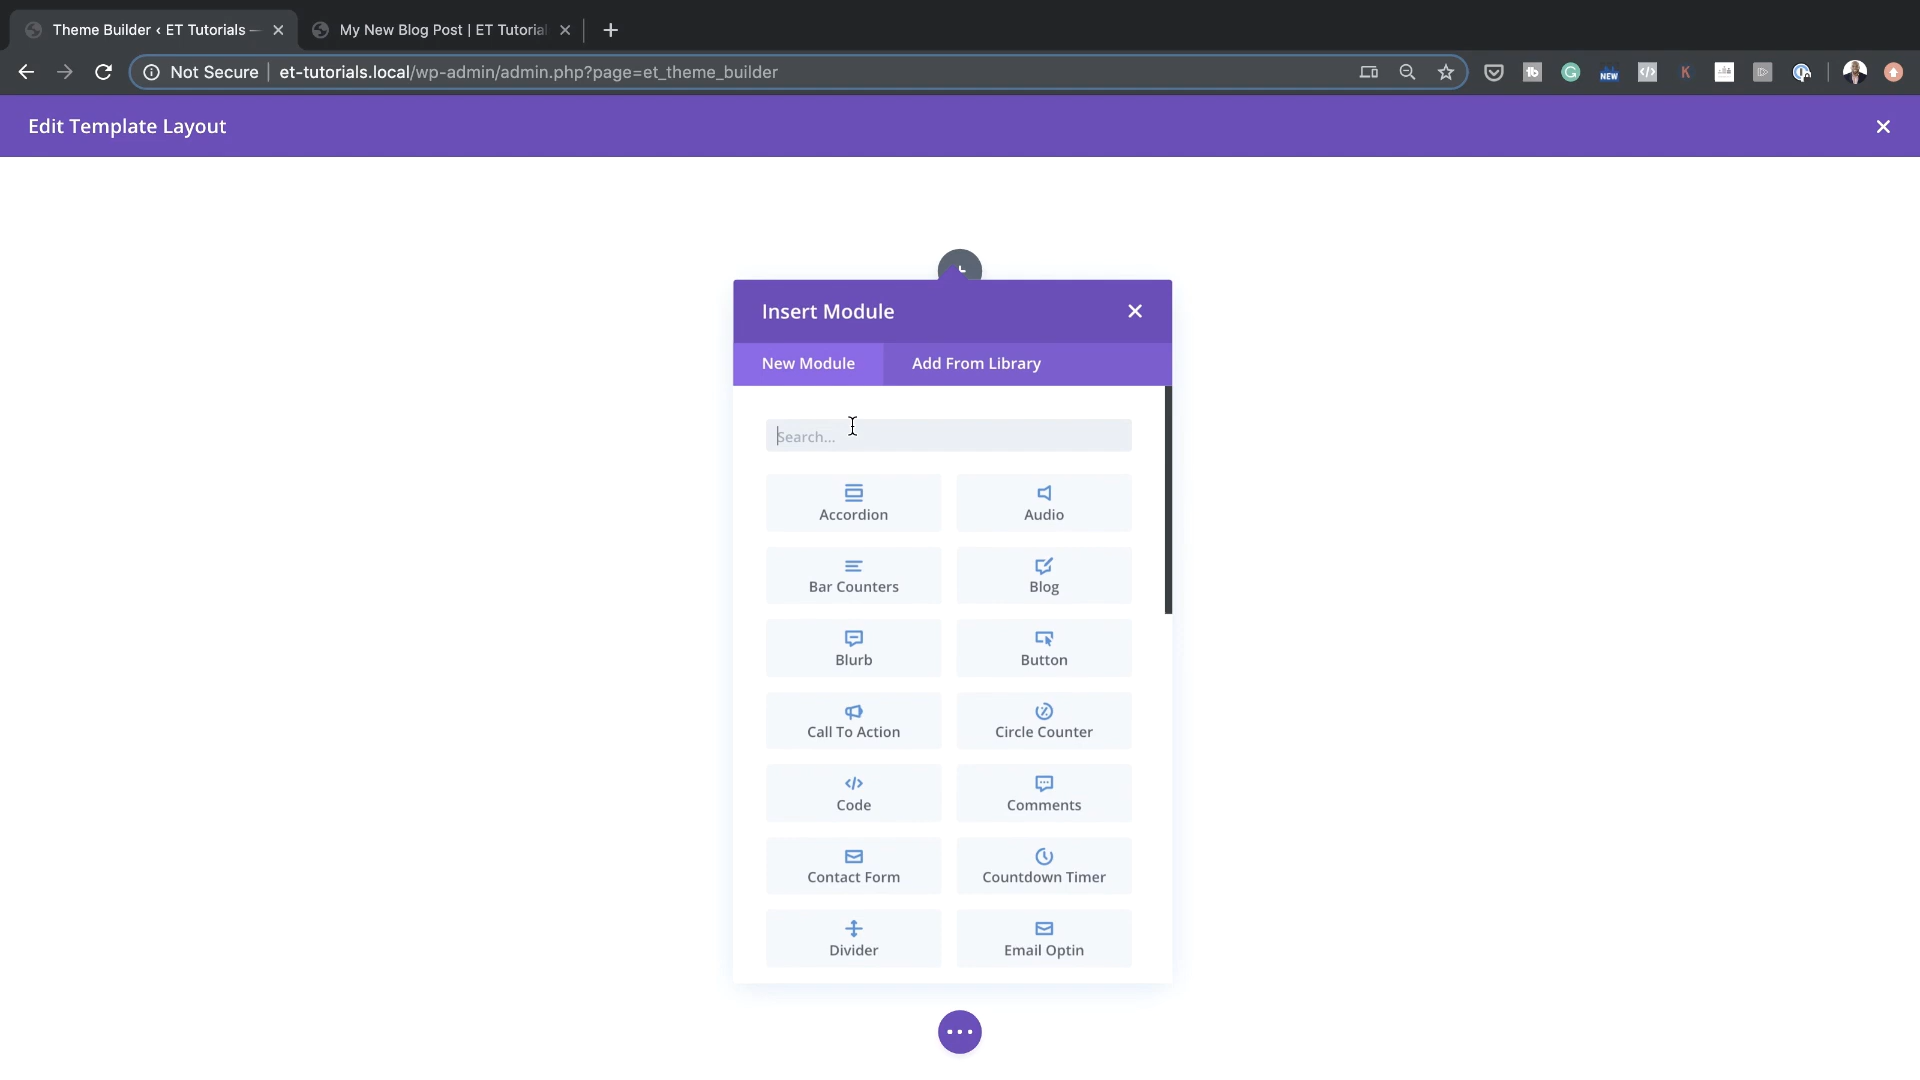 Theme Builder ‹ ET Tutorials —
My New Blog Post | ET Tutorial
Not Secure | et-tutorials.local/wp-admin/admin.php?page=et_theme_builder
NEW
K
Edit Template Layout
Insert Module
New Module
Add From Library
Search...
Accordion
Audio
Bar Counters
Blog
Blurb
Button
Call To Action
Circle Counter
Code
Comments
Contact Form
Countdown Timer
Divider
Email Optin